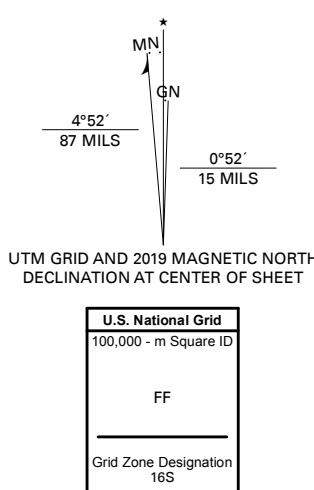 MN
GN
4°52´
87 MILS
0°52´
15 MILS
UTM GRID AND 2019 MAGNETIC NORTH
DECLINATION AT CENTER OF SHEET
U.S. National Grid
100,000 - m Square ID
FF
Grid Zone Designation
16S